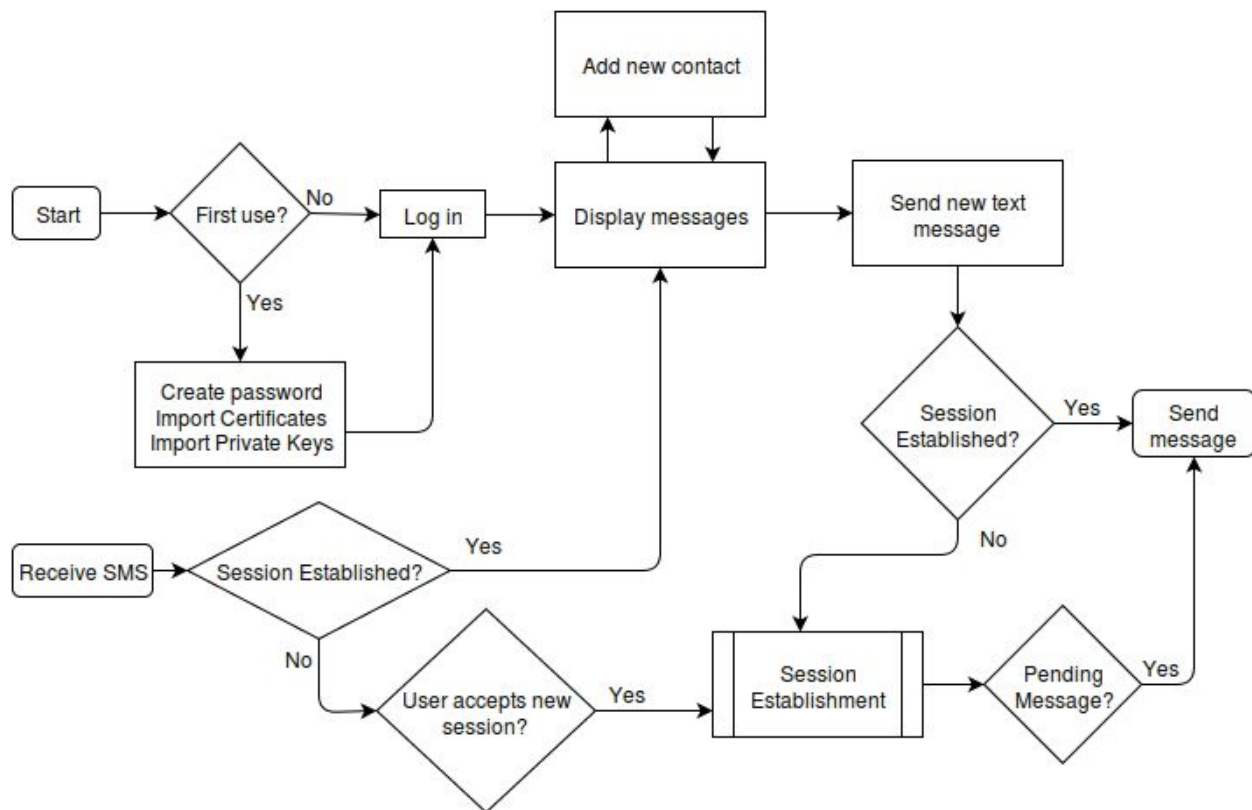 Add new contact
Start
First use?
No
Log in
Display messages
Send new text
message
Yes
Create password
Import Certificates
Import Private Keys
Session
Established?
Yes
Send
message
No
Receive SMS
Session Established?
Yes
No
User accepts new
session?
Yes
Session
Establishment
Pending
Message?
Yes